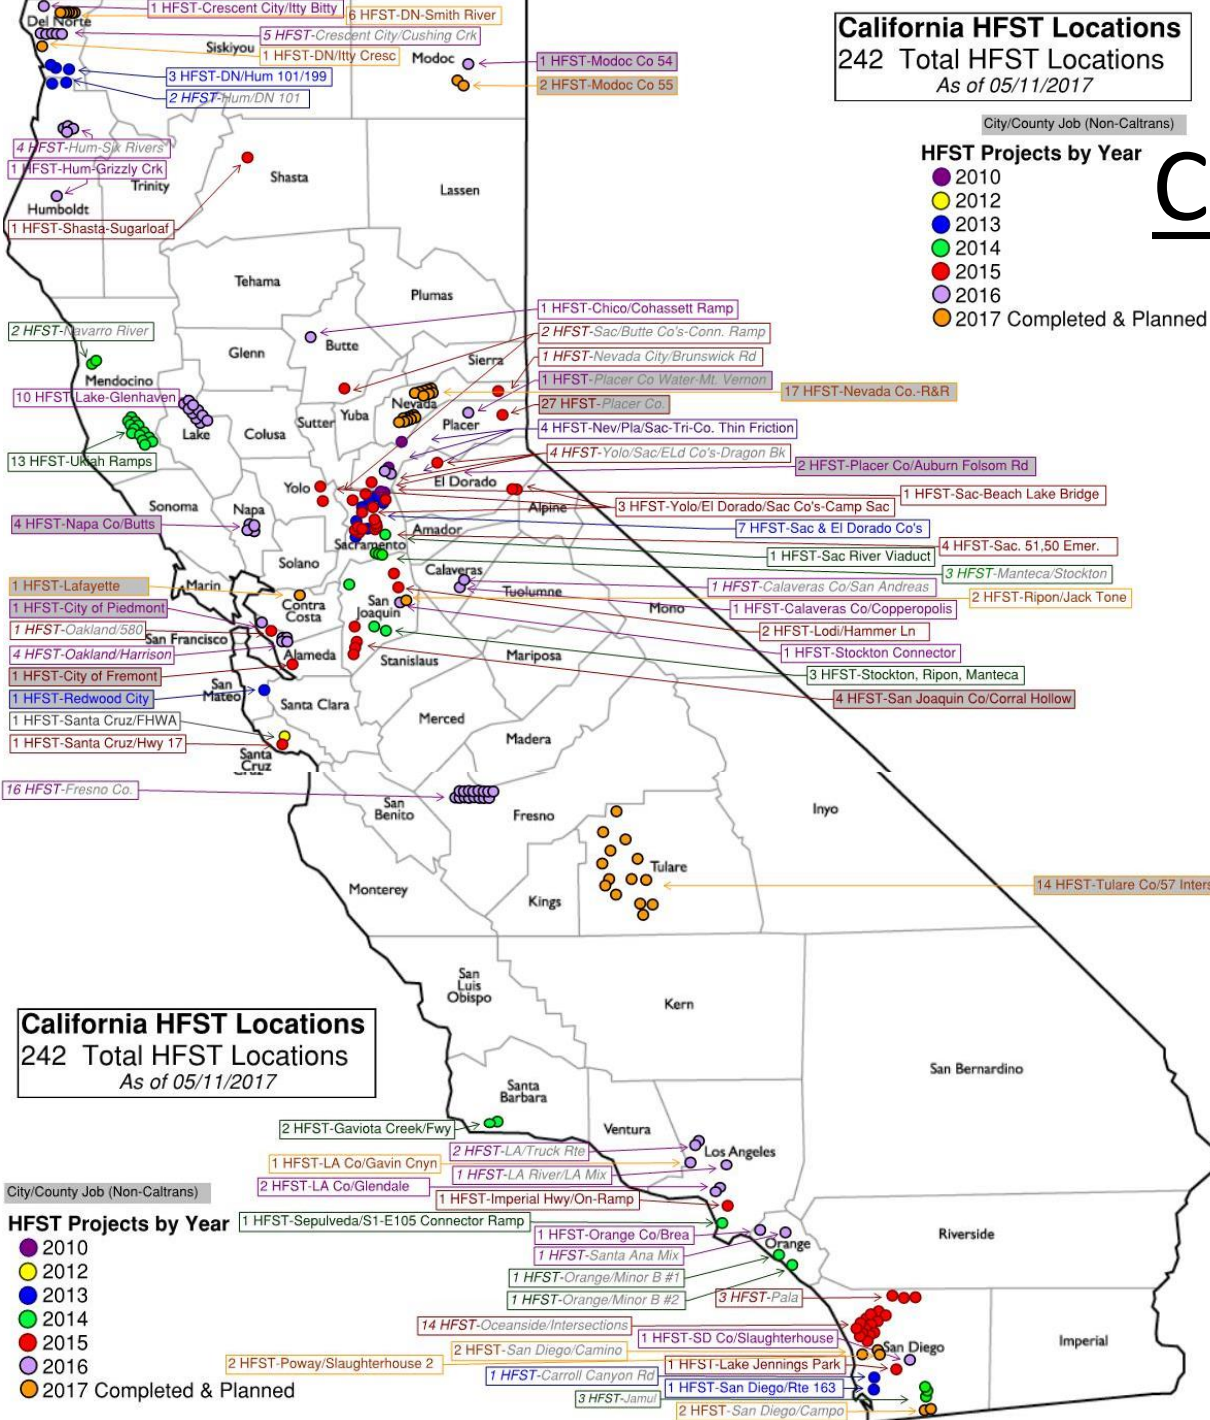 1 HFST-Crescent City/Itty Bitty
6 HFST-DN-Smith River
Del Norte
5 HFST-Crescent City/Cushing Crk
Siskiyou
1 HFST-DN/Itty Cresc
Modoc
1 HFST-Modoc Co 54
3 HFST-DN/Hum 101/199
2 HFST-Modoc Co 55
2 HFST-Hum/DN 101
California HFST Locations
242 Total HFST Locations
As of 05/11/2017
City/County Job (Non-Caltrans)
HFST Projects by Year
2010
2012
2013
2014
2015
2016
2017 Completed & Planned
C
4 HFST-Hum-Six Rivers
1 HFST-Hum-Grizzly Crk
Trinity
Shasta
Lassen
Humboldt
1 HFST-Shasta-Sugarloaf
Tehama
Plumas
1 HFST-Chico/Cohassett Ramp
2 HFST-Navarro River
2 HFST-Sac/Butte Co's-Conn. Ramp
Butte
Glenn
1 HFST-Nevada City/Brunswick Rd
Sierra
Mendocino
1 HFST-Placer Co Water-Mt. Vernon
17 HFST-Nevada Co.-R&R
10 HFST Lake-Glenhaven
Nevada
27 HFST-Placer Co.
Yuba
Sutter
Placer
Lake
Colusa
4 HFST-Nev/Pla/Sac-Tri-Co. Thin Friction
4 HFST-Yolo/Sac/ELd Co's-Dragon Bk
13 HFST-Ukiah Ramps
2 HFST-Placer Co/Auburn Folsom Rd
Yolo
El Dorado
1 HFST-Sac-Beach Lake Bridge
Sonoma
Napa
Alpine
3 HFST-Yolo/El Dorado/Sac Co's-Camp Sac
4 HFST-Napa Co/Butts
Amador
7 HFST-Sac & El Dorado Co's
Sacramento
4 HFST-Sac. 51,50 Emer.
1 HFST-Sac River Viaduct
Solano
Calaveras
3 HFST-Manteca/Stockton
1 HFST-Lafayette
Marin
Tuolumne
1 HFST-Calaveras Co/San Andreas
2 HFST-Ripon/Jack Tone
Contra Costa
San Joaquin
Mono
1 HFST-City of Piedmont
1 HFST-Calaveras Co/Copperopolis
1 HFST-Oakland/580
San Francisco
2 HFST-Lodi/Hammer Ln
4 HFST-Oakland/Harrison
Alameda
Stanislaus
Mariposa
1 HFST-Stockton Connector
1 HFST-City of Fremont
3 HFST-Stockton, Ripon, Manteca
San Mateo
1 HFST-Redwood City
Santa Clara
4 HFST-San Joaquin Co/Corral Hollow
1 HFST-Santa Cruz/FHWA
Merced
1 HFST-Santa Cruz/Hwy 17
Madera
Santa Cruz
16 HFST-Fresno Co.
San Benito
Fresno
Inyo
Tulare
14 HFST-Tulare Co/57 Inters
Monterey
Kings
San Luis Obispo
Kern
California HFST Locations
242 Total HFST Locations
As of 05/11/2017
San Bernardino
Santa Barbara
2 HFST-Gaviota Creek/Fwy
Ventura
2 HFST-LA/Truck Rte
Los Angeles
1 HFST-LA Co/Gavin Cnyn
1 HFST-LA River/LA Mix
2 HFST-LA Co/Glendale
City/County Job (Non-Caltrans)
1 HFST-Imperial Hwy/On-Ramp
HFST Projects by Year
1 HFST-Sepulveda/S1-E105 Connector Ramp
1 HFST-Orange Co/Brea
Riverside
Orange
1 HFST-Santa Ana Mix
1 HFST-Orange/Minor B #1
1 HFST-Orange/Minor B #2
3 HFST-Pala
2010
2012
2013
2014
2015
2016
2017 Completed & Planned
14 HFST-Oceanside/Intersections
1 HFST-SD Co/Slaughterhouse
San Diego
Imperial
2 HFST-San Diego/Camino
2 HFST-Poway/Slaughterhouse 2
1 HFST-Lake Jennings Park
1 HFST-Carroll Canyon Rd
1 HFST-San Diego/Rte 163
3 HFST-Jamul
2 HFST-San Diego/Campo